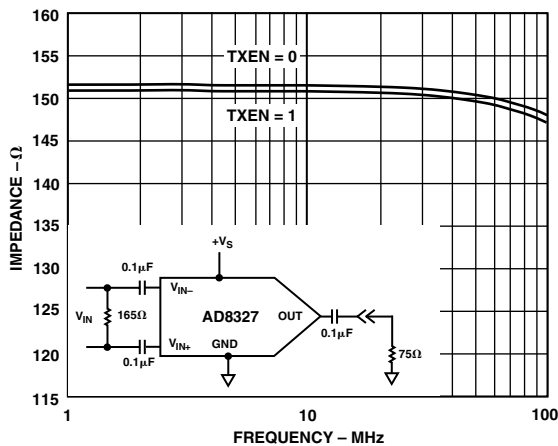 160
155
150
145
140
135
130
125
120
115
IMPEDANCE – Ω
TXEN = 0
TXEN = 1
+VS
0.1μF
VIN–
VIN
165Ω
AD8327
OUT
0.1μF
VIN+
GND
0.1μF
75Ω
1
10
100
FREQUENCY – MHz